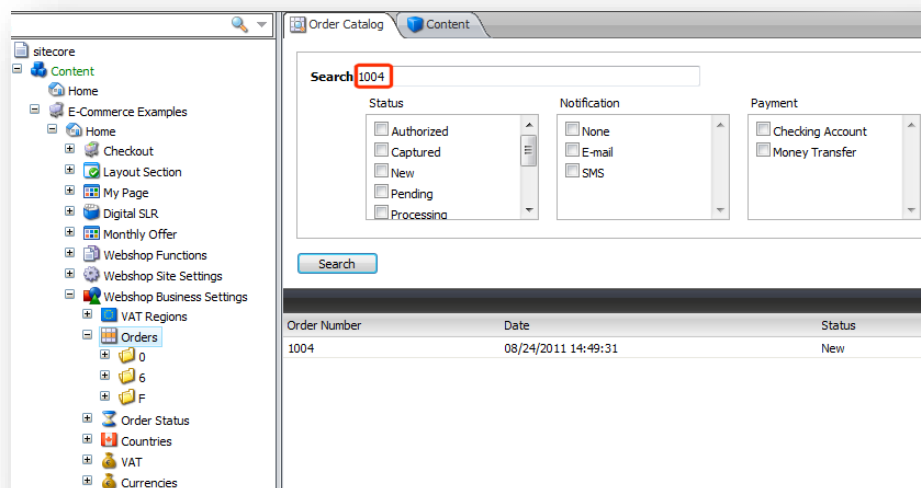 Order Catalog
Content
sitecore
Content
Home
E-Commerce Examples
Home
Checkout
Layout Section
My Page
Digital SLR
Monthly Offer
Webshop Functions
Webshop Site Settings
Webshop Business Settings
VAT Regions
Orders
0
6
F
Order Status
Countries
VAT
Currencies
Search 1004
Status Notification Payment
Authorized None Checking Account
Captured E-mail Money Transfer
New SMS
Pending
Processing
Search
Order Number Date Status
1004 08/24/2011 14:49:31 New